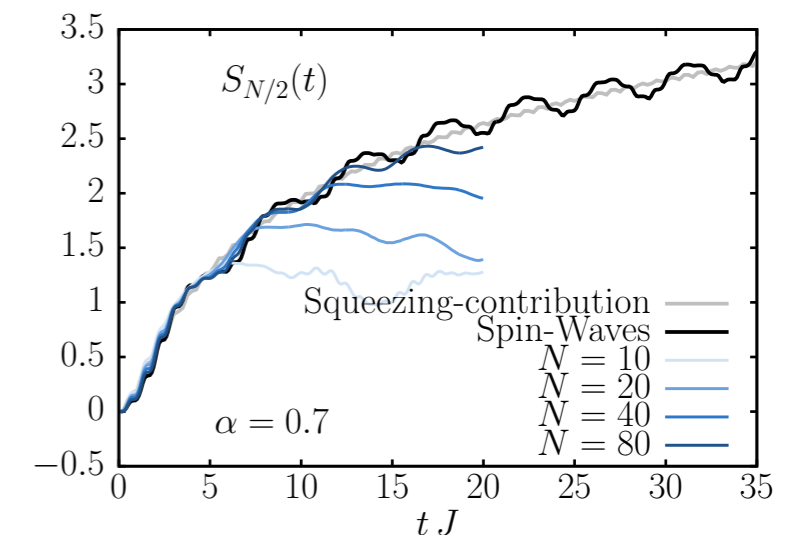 3.5
3
2.5
2
1.5
1
0.5
0
−0.5
S_{N/2}(t)
Squeezing-contribution
Spin-Waves
N = 10
N = 20
N = 40
N = 80
α = 0.7
0 5 10 15 20 25 30 35
t J